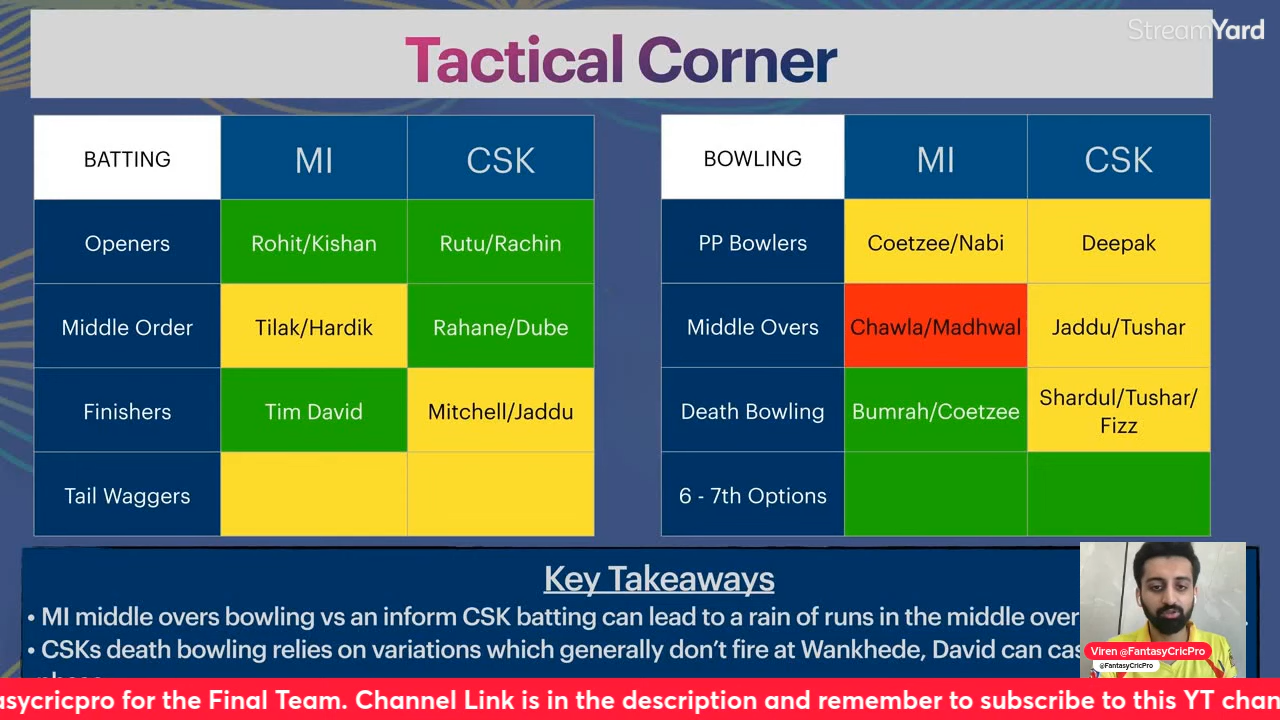 StreamYard
Tactical Corner
BATTING MI CSK
Openers Rohit/Kishan Rutu/Rachin
Middle Order Tilak/Hardik Rahane/Dube
Finishers Tim David Mitchell/Jaddu
Tail Waggers
BOWLING MI CSK
PP Bowlers Coetzee/Nabi Deepak
Middle Overs Chawla/Madhwal Jaddu/Tushar
Death Bowling Bumrah/Coetzee Shardul/Tushar/
Fizz
6 - 7th Options
Key Takeaways
• MI middle overs bowling vs an inform CSK batting can lead to a rain of runs in the middle over
• CSKs death bowling relies on variations which generally don’t fire at Wankhede, David can cas
Viren @FantasyCricPro
@FantasyCricPro
asycricpro for the Final Team. Channel Link is in the description and remember to subscribe to this YT chan